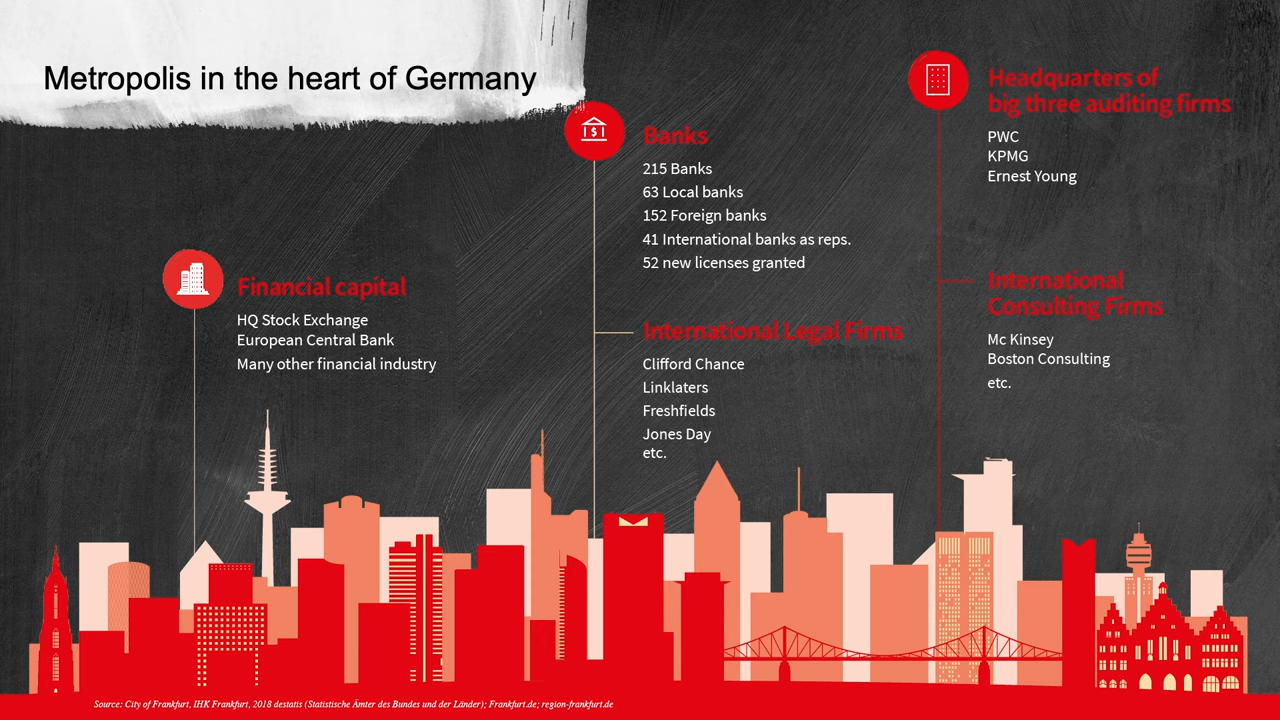 Metropolis in the heart of Germany
Financial capital
HQ Stock Exchange
European Central Bank
Many other financial industry
Banks
215 Banks
63 Local banks
152 Foreign banks
41 International banks as reps.
52 new licenses granted
International Legal Firms
Clifford Chance
Linklaters
Freshfields
Jones Day
etc.
Headquarters of
big three auditing firms
PWC
KPMG
Ernest Young
International
Consulting Firms
Mc Kinsey
Boston Consulting
etc.
Source: City of Frankfurt, IHK Frankfurt, 2018 destatis (Statistische Ämter des Bundes und der Länder); Frankfurt.de; region-frankfurt.de